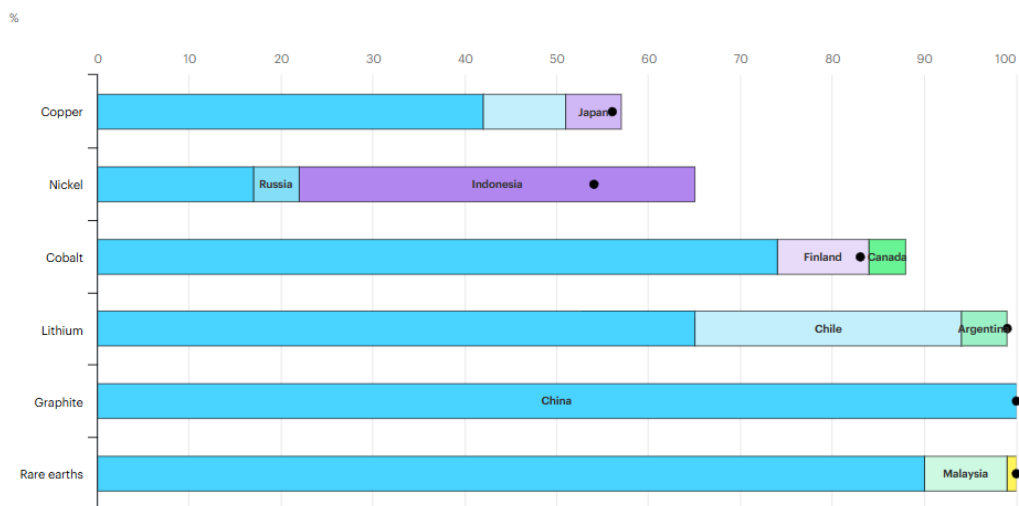 %
0 10 20 30 40 50 60 70 80 90 100
Copper Japan
Nickel Russia Indonesia
Cobalt Finland Canada
Lithium Chile Argentin
Graphite China
Rare earths Malaysia